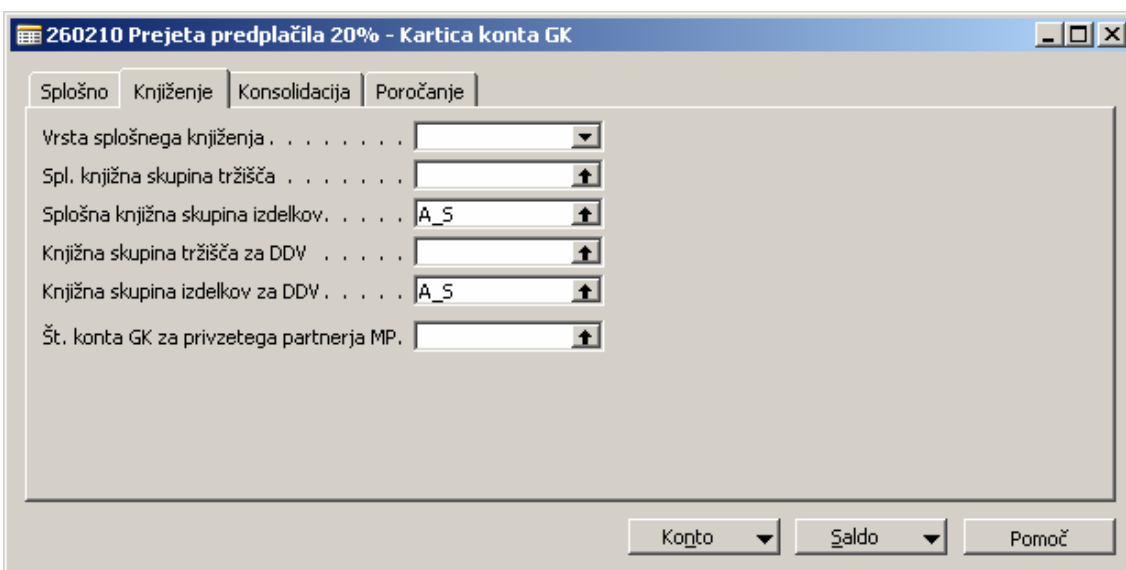 260210 Prejeta predplačila 20% - Kartica konta GK
Splošno Knjiženje Konsolidacija Poročanje
Vrsta splošnega knjiženja. . . . . . . .
Spl. knjižna skupina tržišča . . . . . . .
Splošna knjižna skupina izdelkov. . . . . A_S
Knjižna skupina tržišča za DDV . . . . .
Knjižna skupina izdelkov za DDV. . . . . A_S
Št. konta GK za privzetega partnerja MP.
Konto Saldo Pomoč